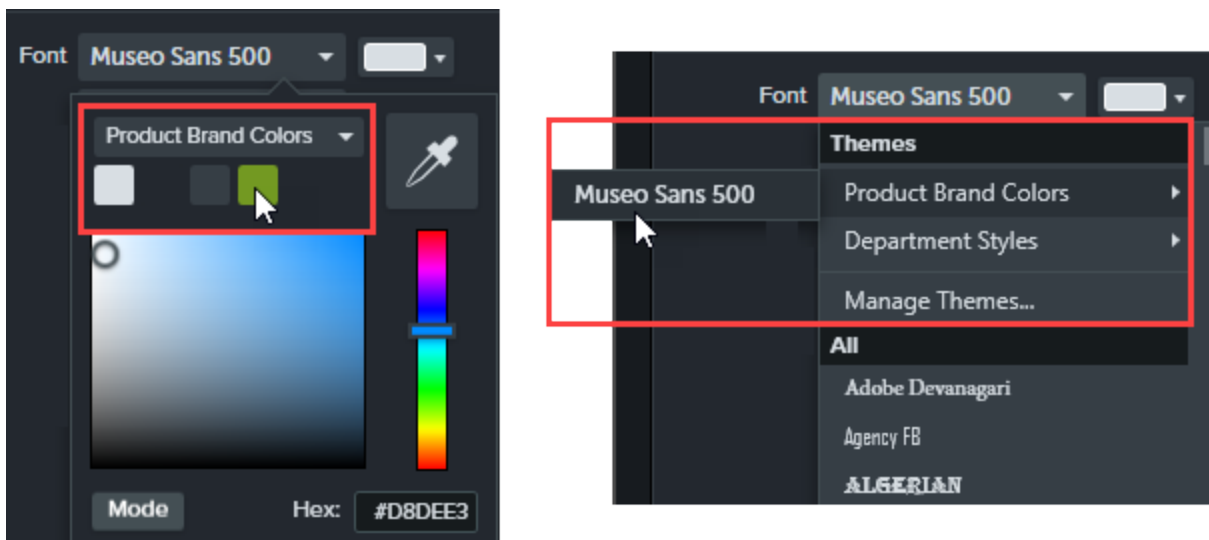 Font Museo Sans 500
Product Brand Colors
Mode Hex: #D8DEE3
Font Museo Sans 500
Themes
Museo Sans 500
Product Brand Colors
Department Styles
Manage Themes...
All
Adobe Devanagari
Agency FB
ALGERIAN